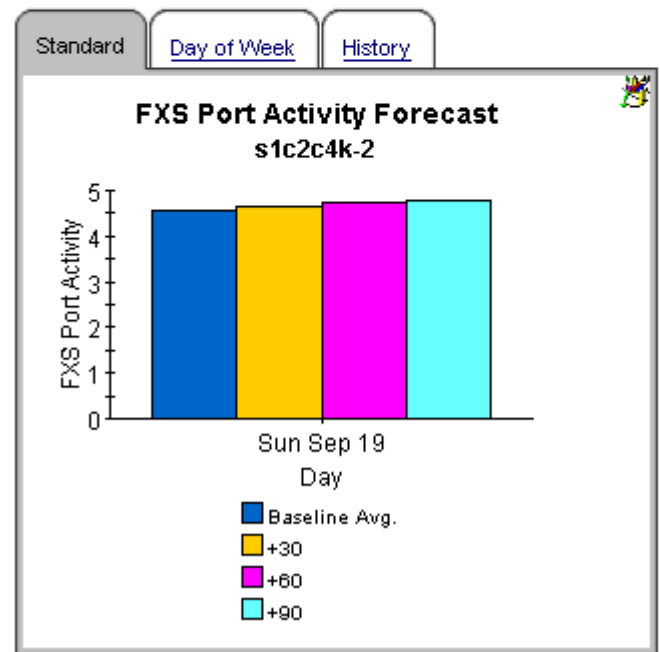 Standard
Day of Week
History
FXS Port Activity Forecast
s1c2c4k-2
FXS Port Activity
5
4
3
2
1
0
Sun Sep 19
Day
Baseline Avg.
+30
+60
+90